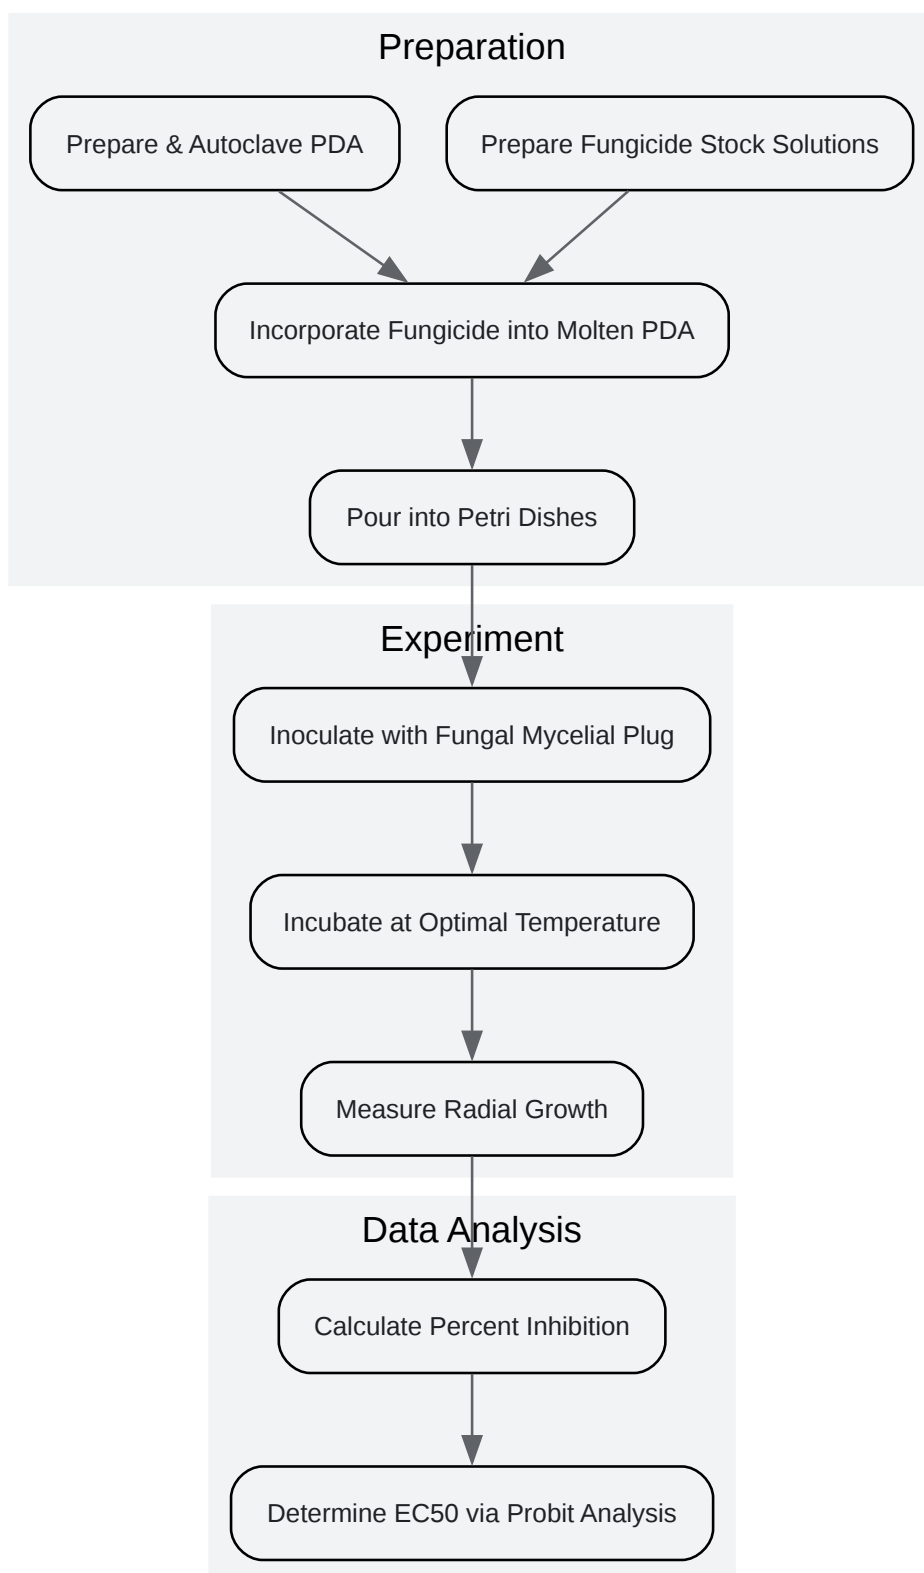 Preparation
Prepare & Autoclave PDA
Prepare Fungicide Stock Solutions
Incorporate Fungicide into Molten PDA
Pour into Petri Dishes
Experiment
Inoculate with Fungal Mycelial Plug
Incubate at Optimal Temperature
Measure Radial Growth
Data Analysis
Calculate Percent Inhibition
Determine EC50 via Probit Analysis